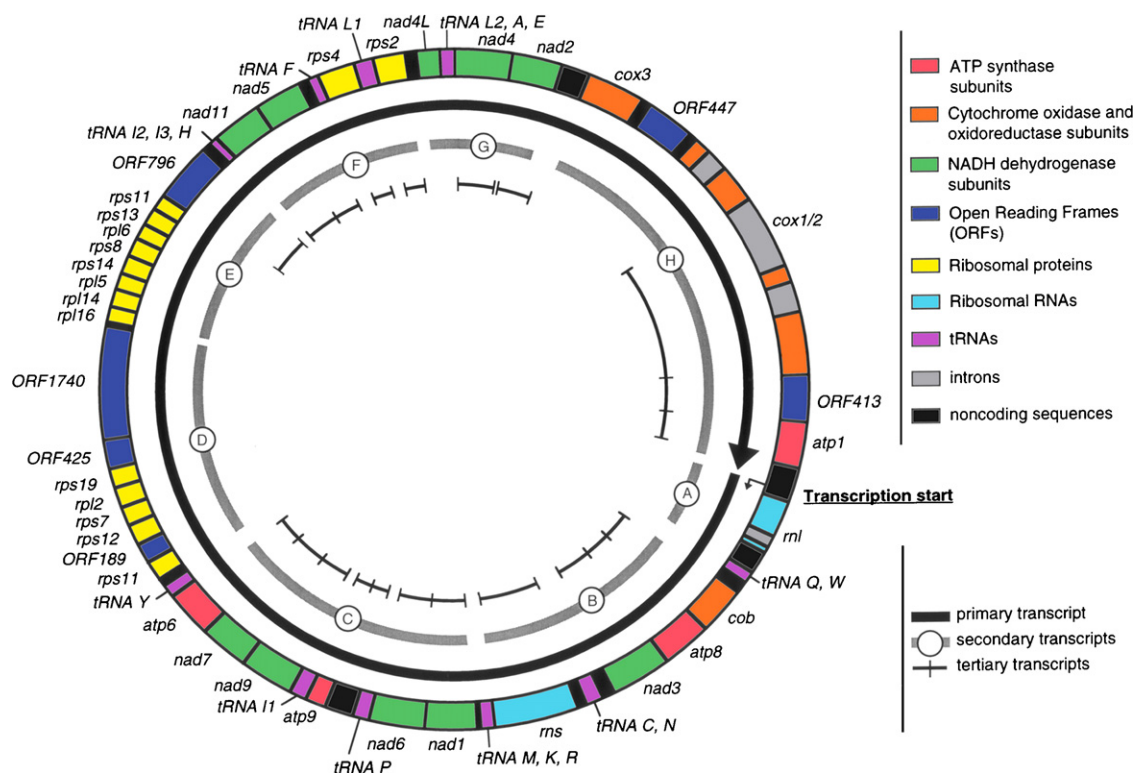 tRNA L1
nad4L
tRNA L2, A, E
rps2
nad4
rps4
nad2
tRNA F
cox3
nad5
ORF447
nad11
tRNA I2, I3, H
ORF796
rps11
rps13
rpl6
rps8
cox1/2
rps14
rpl5
rpl14
rpl16
ORF1740
ORF413
atp1
ORF425
rps19
rpl2
rps7
rps12
ORF189
rps11
tRNA Y
atp6
nad7
nad9
tRNA I1
atp9
tRNA P
nad6
nad1
tRNA M, K, R
rns
tRNA C, N
nad3
atp8
cob
tRNA Q, W
rnl
Transcription start
F
G
H
E
D
A
B
C
ATP synthase
subunits
Cytochrome oxidase and
oxidoreductase subunits
NADH dehydrogenase
subunits
Open Reading Frames
(ORFs)
Ribosomal proteins
Ribosomal RNAs
tRNAs
introns
noncoding sequences
primary transcript
secondary transcripts
tertiary transcripts